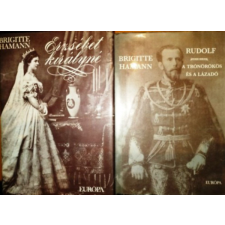 BRIGITTE
HAMANN
Erzsébet
királyné
EURÓPA
BRIGITTE
HAMANN
RUDOLF
A TRÓNÖRÖKÖS
ÉS A LÁZADÓ
EURÓPA